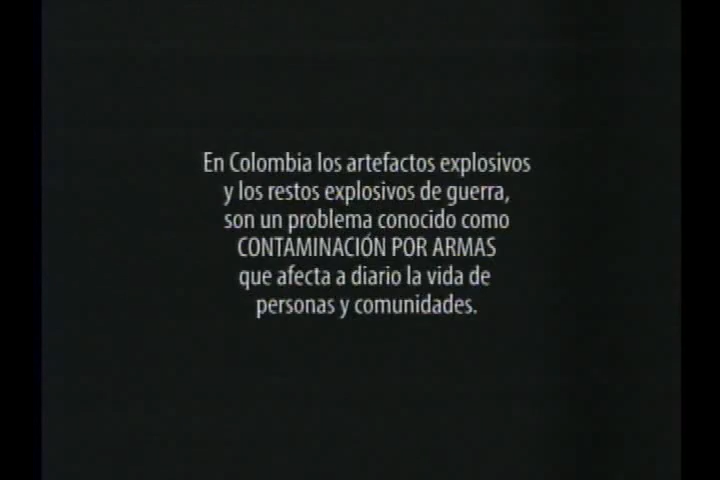 En Colombia los artefactos explosivos
y los restos explosivos de guerra,
son un problema conocido como
CONTAMINACIÓN POR ARMAS
que afecta a diario la vida de
personas y comunidades.